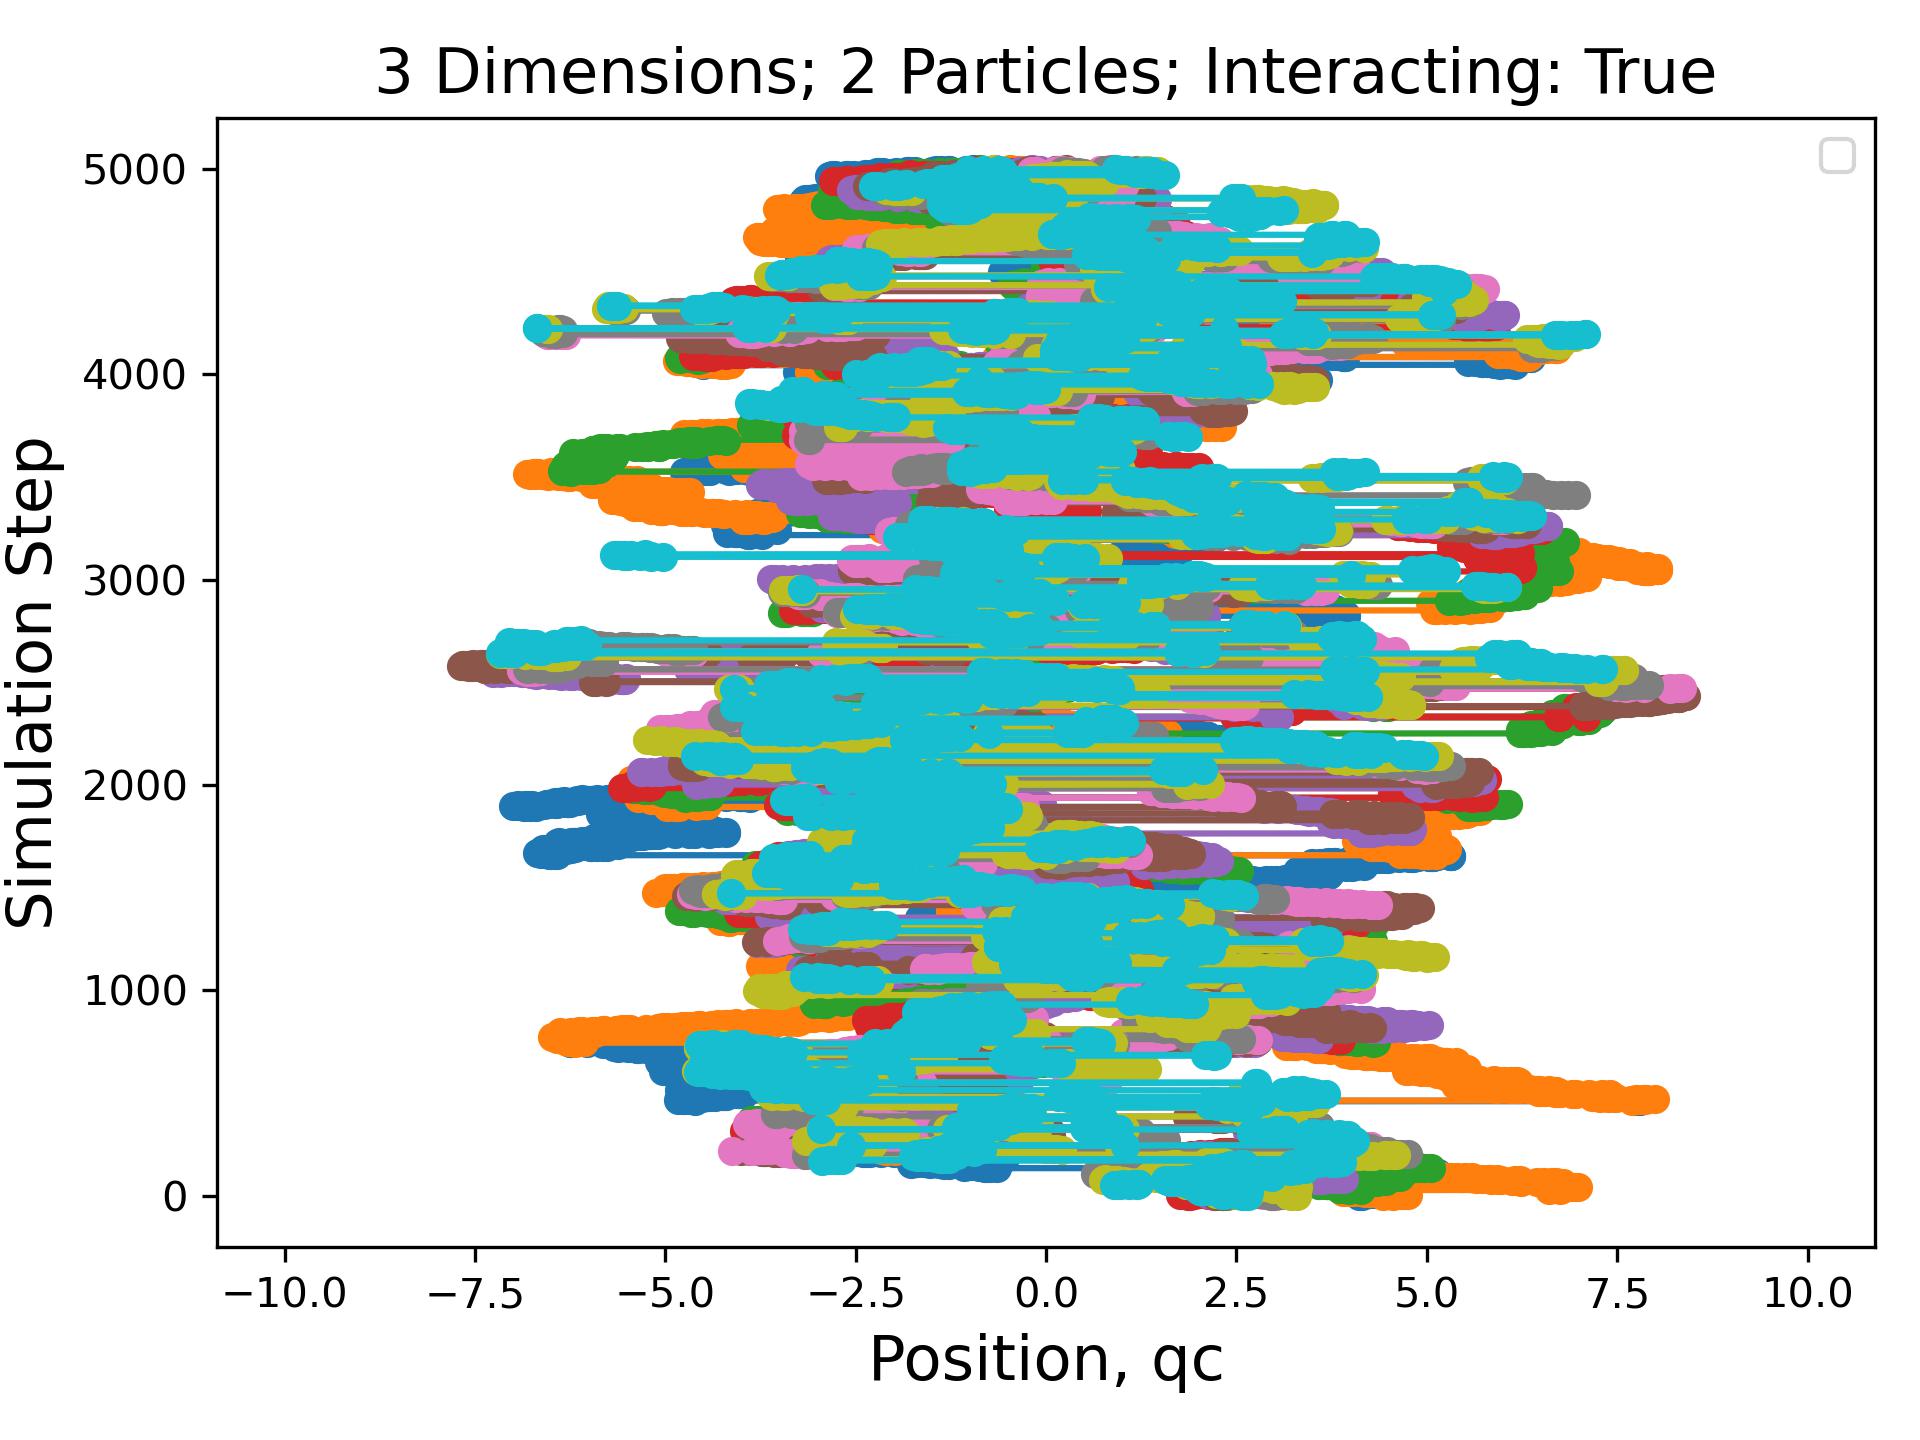 3 Dimensions; 2 Particles; Interacting: True
Simulation Step
5000
4000
3000
2000
1000
0
−10.0 −7.5 −5.0 −2.5 0.0 2.5 5.0 7.5 10.0
Position, qc